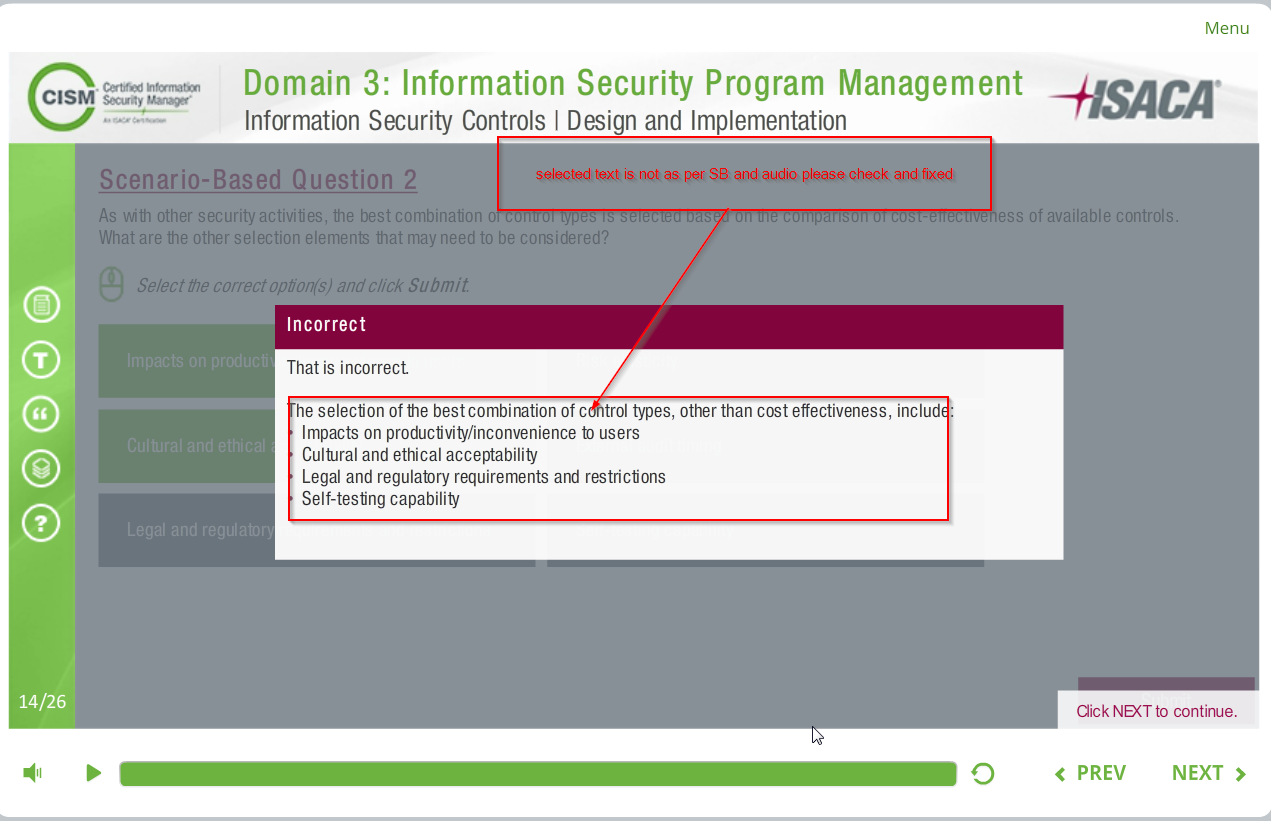 Menu
CISM
Certified Information
Security Manager®
An ISACA® Certification
Domain 3: Information Security Program Management
Information Security Controls | Design and Implementation
ISACA®
selected text is not as per SB and audio please check and fixed
Scenario-Based Question 2
As with other security activities, the best combination of control types is selected based on the comparison of cost-effectiveness of available controls.
What are the other selection elements that may need to be considered?
Select the correct option(s) and click Submit.
Incorrect
Impacts on
That is incorrect.
The selection of the best combination of control types, other than cost effectiveness, include:
• Impacts on productivity/inconvenience to users
Cultural and ethical
• Cultural and ethical acceptability
• Legal and regulatory requirements and restrictions
• Self-testing capability
Legal and regulatory
T
“
?
14/26
Click NEXT to continue.
PREV
NEXT